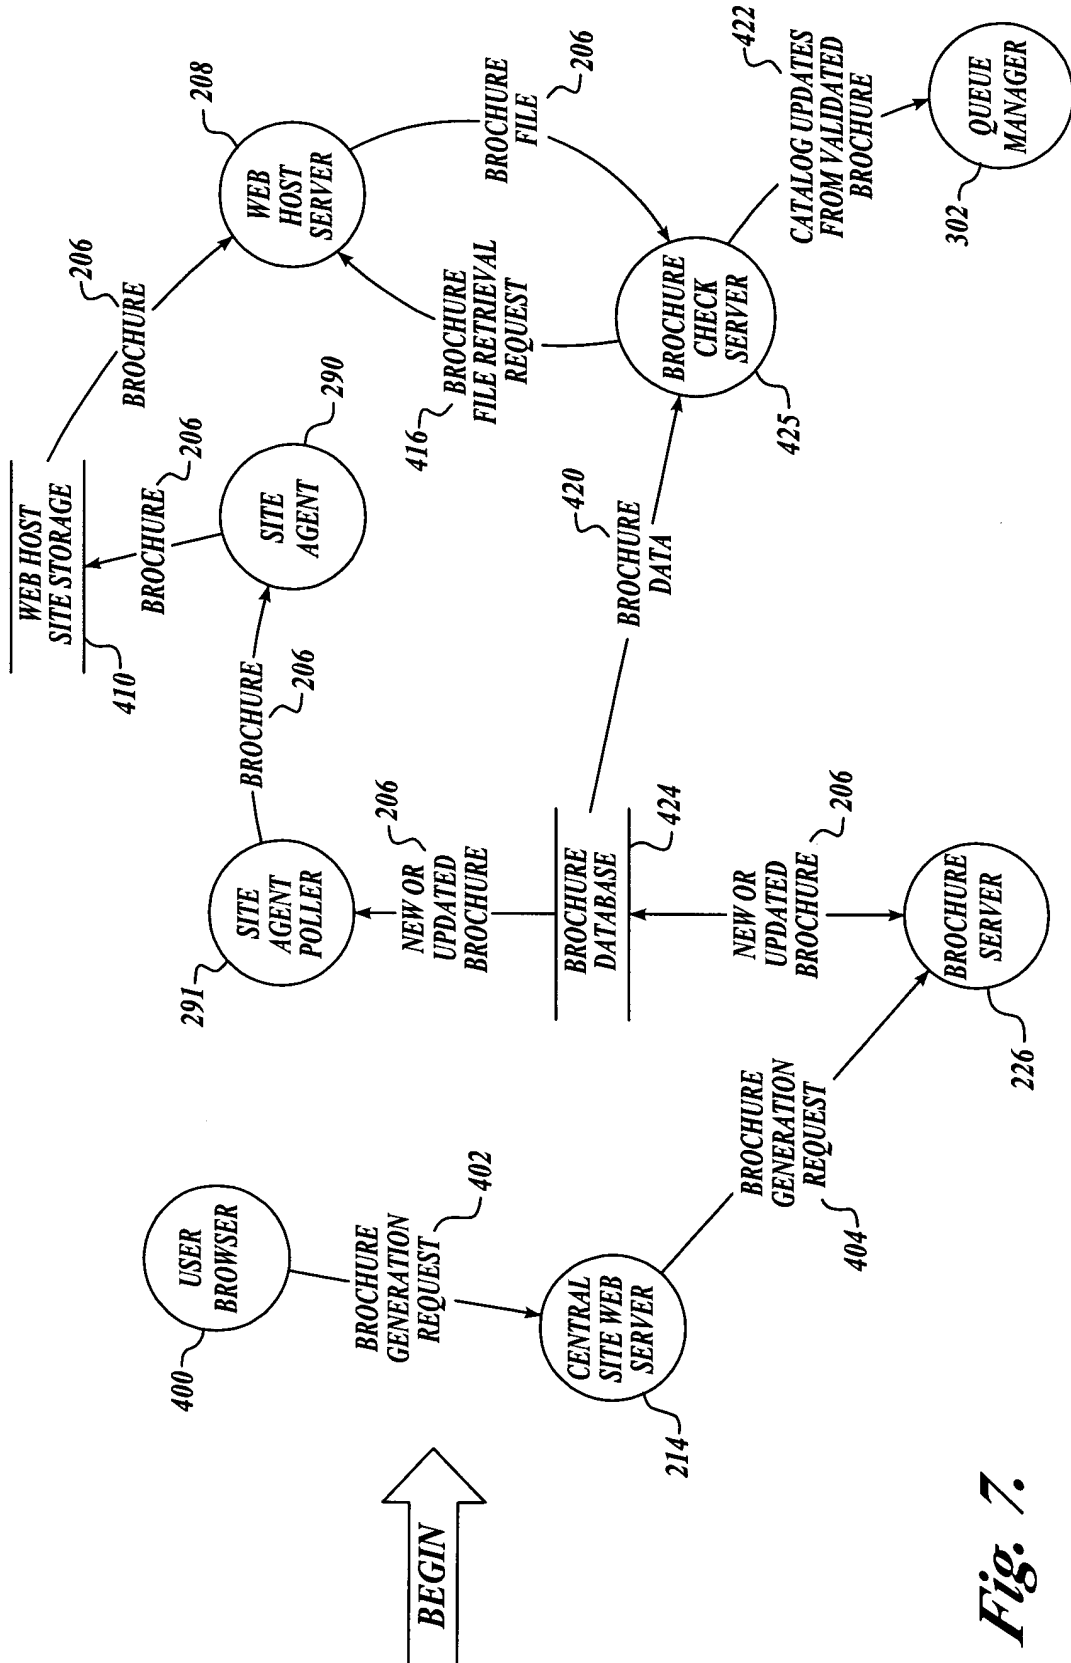 BEGIN
400
USER
BROWSER
BROCHURE
GENERATION
REQUEST
402
CENTRAL
SITE WEB
SERVER
214
BROCHURE
GENERATION
REQUEST
404
BROCHURE
SERVER
226
NEW OR
UPDATED
BROCHURE
206
BROCHURE
DATABASE
424
NEW OR
UPDATED
BROCHURE
206
SITE
AGENT
POLLER
291
BROCHURE
206
SITE
AGENT
290
BROCHURE
206
WEB HOST
SITE STORAGE
410
BROCHURE
206
WEB
HOST
SERVER
208
BROCHURE
FILE
206
416
BROCHURE
FILE RETRIEVAL
REQUEST
BROCHURE
DATA
420
BROCHURE
CHECK
SERVER
425
CATALOG UPDATES
FROM VALIDATED
BROCHURE
422
QUEUE
MANAGER
302
Fig. 7.